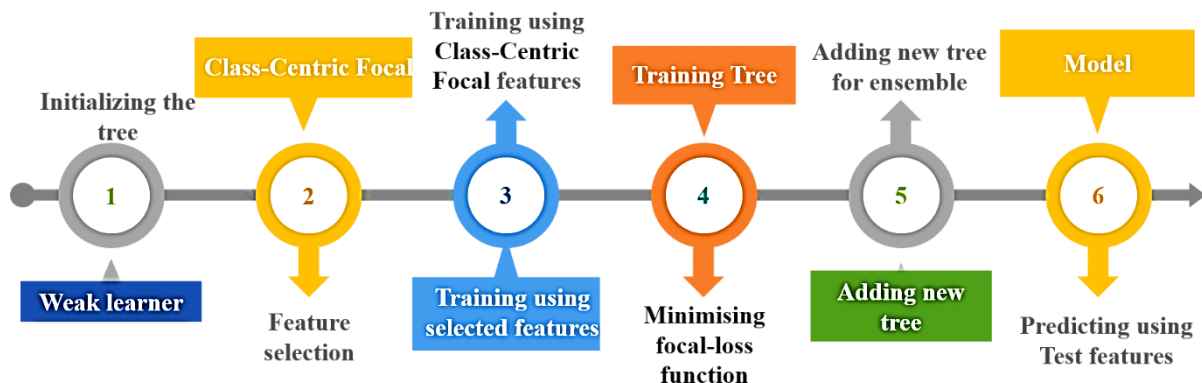 Initializing the
tree
1
Weak learner
Class-Centric Focal
2
Feature
selection
Training using
Class-Centric
Focal features
3
Training using
selected features
Training Tree
4
Minimising
focal-loss
function
Adding new tree
for ensemble
5
Adding new
tree
Model
6
Predicting using
Test features